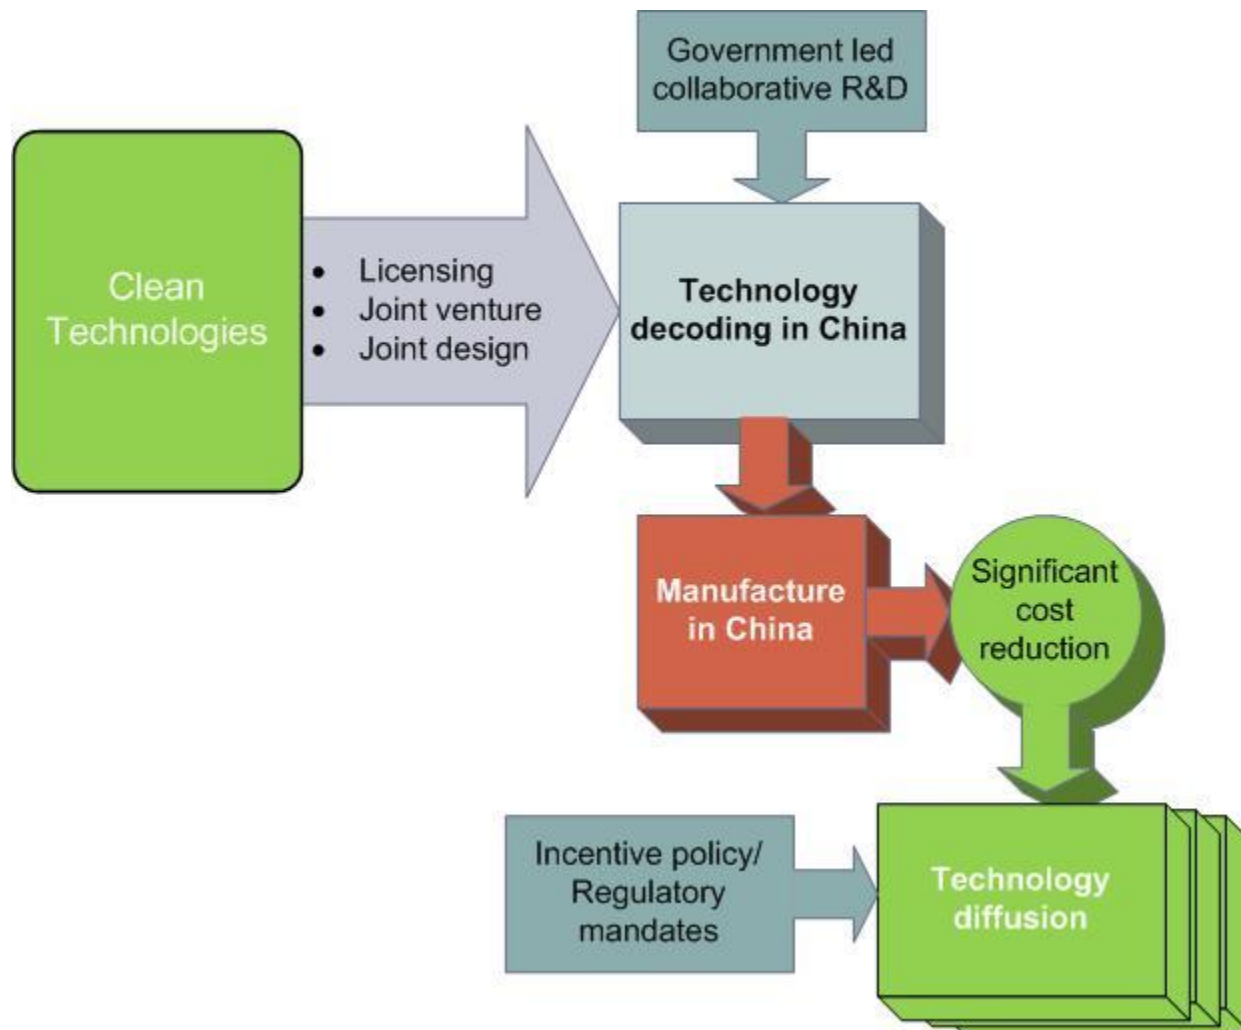 Government led
collaborative R&D
Clean
Technologies
• Licensing
• Joint venture
• Joint design
Technology
decoding in China
Manufacture
in China
Significant
cost
reduction
Incentive policy/
Regulatory
mandates
Technology
diffusion